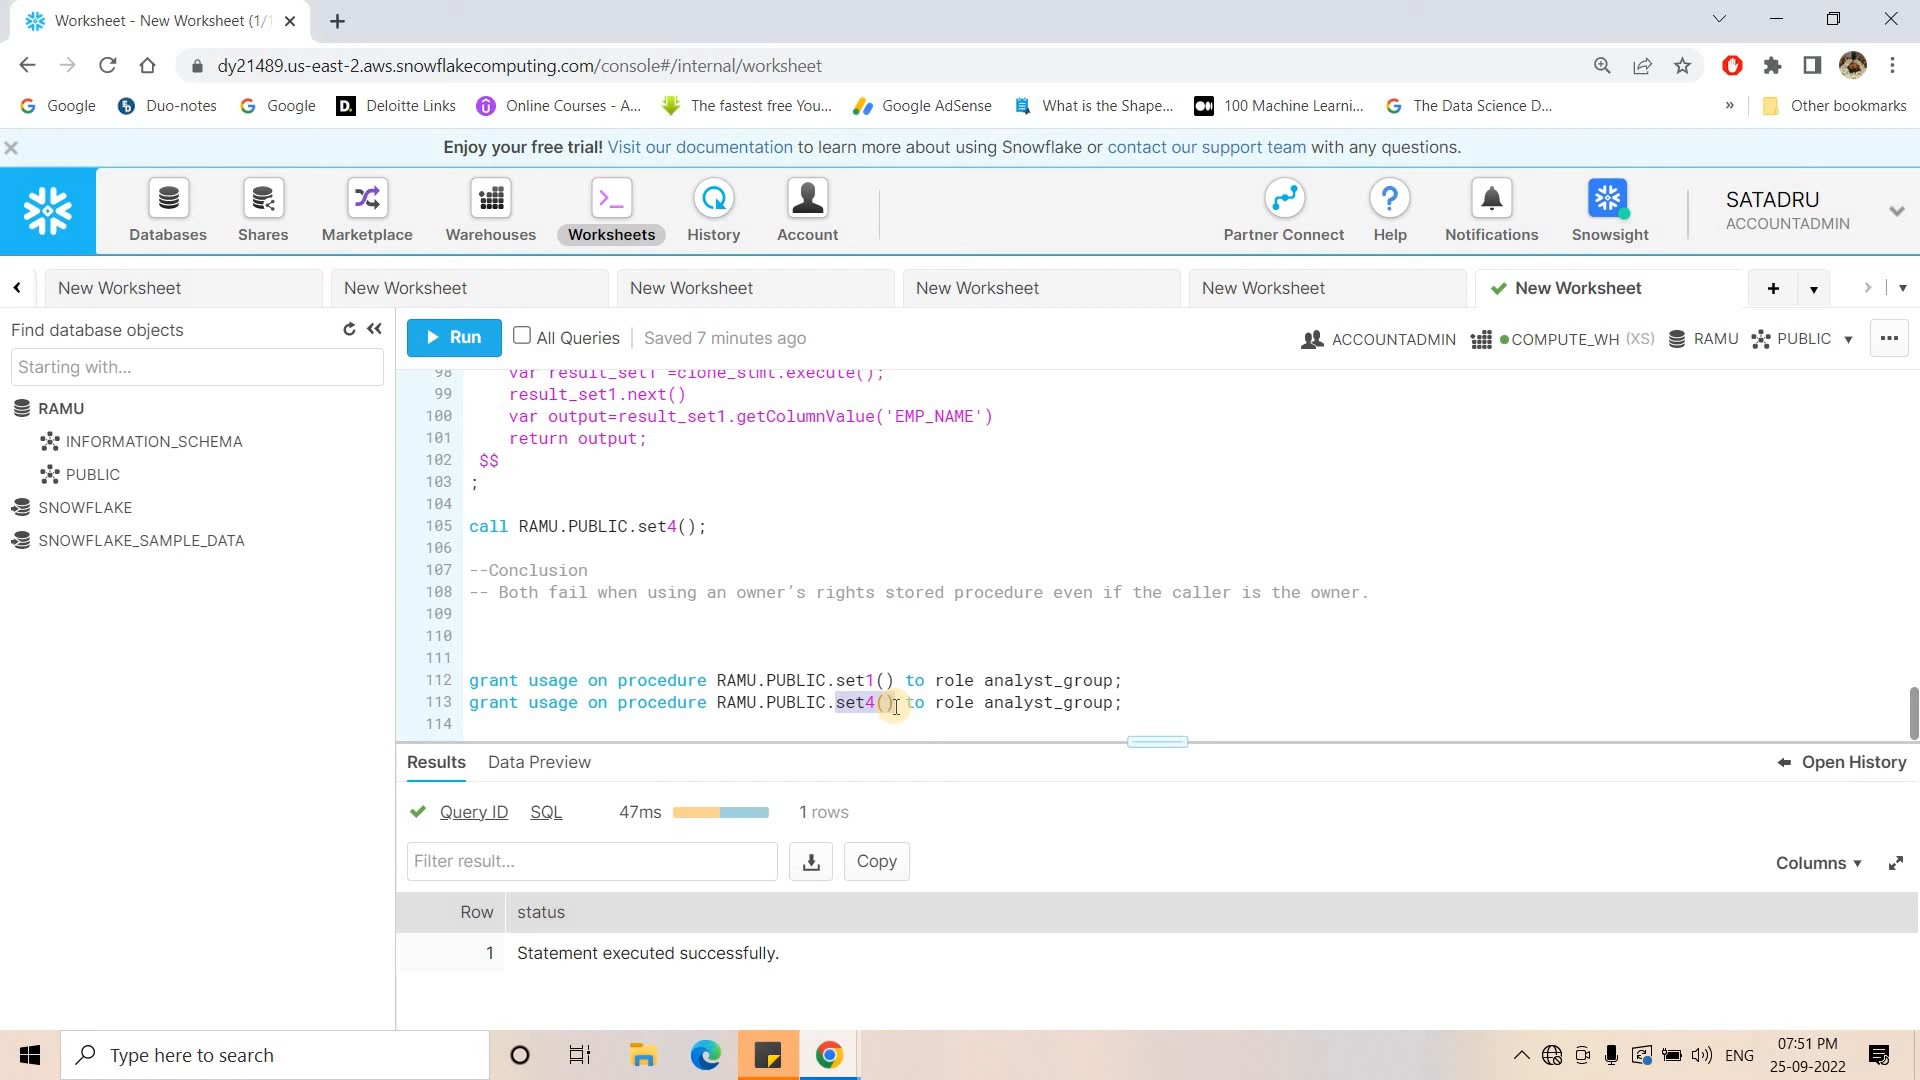 Worksheet - New Worksheet (1/1
dy21489.us-east-2.aws.snowflakecomputing.com/console#/internal/worksheet
Google
Duo-notes
Google
Deloitte Links
Online Courses - A...
The fastest free You...
Google AdSense
What is the Shape...
100 Machine Learni...
The Data Science D...
»
Other bookmarks
Enjoy your free trial! Visit our documentation to learn more about using Snowflake or contact our support team with any questions.
Databases
Shares
Marketplace
Warehouses
Worksheets
History
Account
Partner Connect
Help
Notifications
Snowsight
SATADRU
ACCOUNTADMIN
New Worksheet
New Worksheet
New Worksheet
New Worksheet
New Worksheet
New Worksheet
Find database objects
Starting with...
RAMU
INFORMATION_SCHEMA
PUBLIC
SNOWFLAKE
SNOWFLAKE_SAMPLE_DATA
Run
All Queries
Saved 7 minutes ago
ACCOUNTADMIN
COMPUTE_WH (XS)
RAMU
PUBLIC
98 var result_set1 =clone_stmt.execute();
99 result_set1.next()
100 var output=result_set1.getColumnValue('EMP_NAME')
101 return output;
102 $$
103 ;
104
105 call RAMU.PUBLIC.set4();
106
107 --Conclusion
108 -- Both fail when using an owner’s rights stored procedure even if the caller is the owner.
109
110
111
112 grant usage on procedure RAMU.PUBLIC.set1() to role analyst_group;
113 grant usage on procedure RAMU.PUBLIC.set4() to role analyst_group;
114
Results
Data Preview
Open History
Query ID
SQL
47ms
1 rows
Filter result...
Copy
Columns
Row status
1 Statement executed successfully.
Type here to search
ENG
07:51 PM
25-09-2022